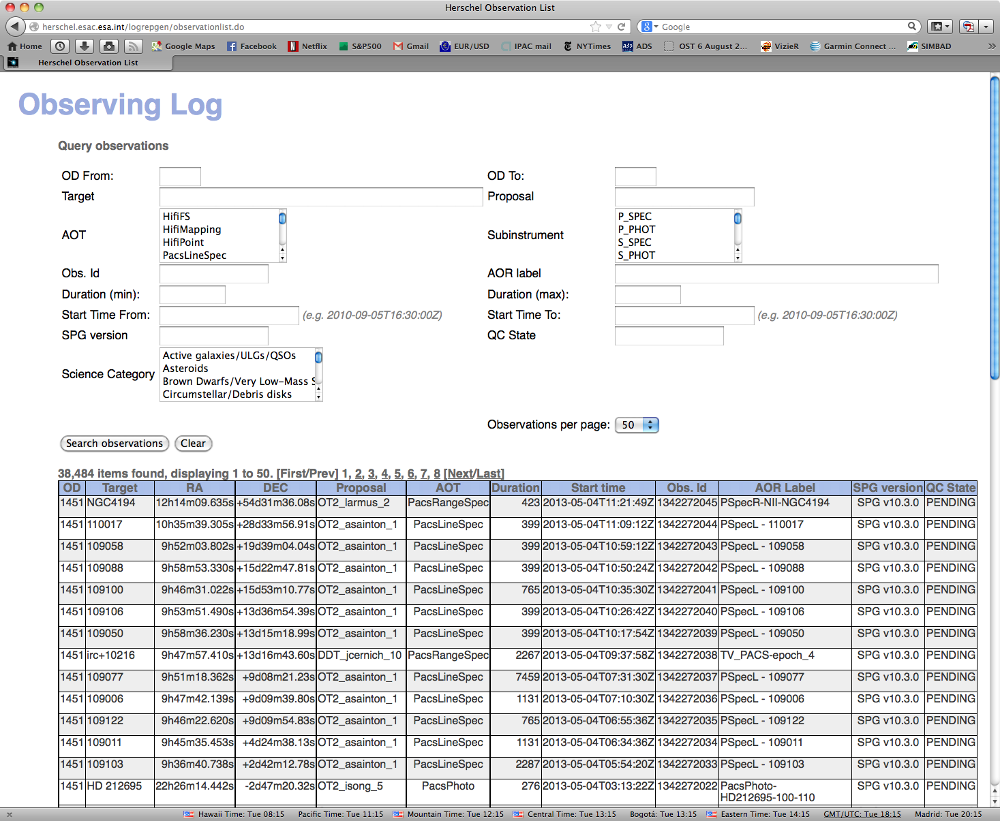 Herschel Observation List
herschel.esac.esa.int/logrepgen/observationlist.do
Google
Home Google Maps Facebook Netflix S&P500 Gmail EUR/USD IPAC mail NYTimes ADS OST 6 August 2... VizieR Garmin Connect ... SIMBAD »
Herschel Observation List
Observing Log
Query observations
OD From: OD To:
Target Proposal
AOT HifiFS HifiMapping HifiPoint PacsLineSpec Subinstrument P_SPEC P_PHOT S_SPEC S_PHOT
Obs. Id AOR label
Duration (min): Duration (max):
Start Time From: (e.g. 2010-09-05T16:30:00Z) Start Time To: (e.g. 2010-09-05T16:30:00Z)
SPG version QC State
Science Category Active galaxies/ULGs/QSOs Asteroids Brown Dwarfs/Very Low-Mass S Circumstellar/Debris disks
Observations per page: 50
Search observations Clear
38,484 items found, displaying 1 to 50. [First/Prev] 1, 2, 3, 4, 5, 6, 7, 8 [Next/Last]
OD Target RA DEC Proposal AOT Duration Start time Obs. Id AOR Label SPG version QC State
1451 NGC4194 12h14m09.635s +54d31m36.08s OT2_larmus_2 PacsRangeSpec 423 2013-05-04T11:21:49Z 1342272045 PSpecR-NII-NGC4194 SPG v10.3.0 PENDING
1451 110017 10h35m39.305s +28d33m56.91s OT2_asainton_1 PacsLineSpec 399 2013-05-04T11:09:12Z 1342272044 PSpecL - 110017 SPG v10.3.0 PENDING
1451 109058 9h52m03.802s +19d39m04.04s OT2_asainton_1 PacsLineSpec 399 2013-05-04T10:59:12Z 1342272043 PSpecL - 109058 SPG v10.3.0 PENDING
1451 109088 9h58m53.330s +15d22m47.81s OT2_asainton_1 PacsLineSpec 399 2013-05-04T10:50:24Z 1342272042 PSpecL - 109088 SPG v10.3.0 PENDING
1451 109100 9h46m31.022s +15d53m10.77s OT2_asainton_1 PacsLineSpec 765 2013-05-04T10:35:30Z 1342272041 PSpecL - 109100 SPG v10.3.0 PENDING
1451 109106 9h53m51.490s +13d36m54.39s OT2_asainton_1 PacsLineSpec 399 2013-05-04T10:26:42Z 1342272040 PSpecL - 109106 SPG v10.3.0 PENDING
1451 109050 9h58m36.230s +13d15m18.99s OT2_asainton_1 PacsLineSpec 399 2013-05-04T10:17:54Z 1342272039 PSpecL - 109050 SPG v10.3.0 PENDING
1451 irc+10216 9h47m57.410s +13d16m43.60s DDT_jcernich_10 PacsRangeSpec 2267 2013-05-04T09:37:58Z 1342272038 TV_PACS-epoch_4 SPG v10.3.0 PENDING
1451 109077 9h51m18.362s +9d08m21.23s OT2_asainton_1 PacsLineSpec 7459 2013-05-04T07:31:30Z 1342272037 PSpecL - 109077 SPG v10.3.0 PENDING
1451 109006 9h47m42.139s +9d09m39.80s OT2_asainton_1 PacsLineSpec 1131 2013-05-04T07:10:30Z 1342272036 PSpecL - 109006 SPG v10.3.0 PENDING
1451 109122 9h46m22.620s +9d09m54.83s OT2_asainton_1 PacsLineSpec 765 2013-05-04T06:55:36Z 1342272035 PSpecL - 109122 SPG v10.3.0 PENDING
1451 109011 9h45m35.453s +4d24m38.13s OT2_asainton_1 PacsLineSpec 1131 2013-05-04T06:34:36Z 1342272034 PSpecL - 109011 SPG v10.3.0 PENDING
1451 109103 9h36m40.738s +2d42m12.78s OT2_asainton_1 PacsLineSpec 2287 2013-05-04T05:54:20Z 1342272033 PSpecL - 109103 SPG v10.3.0 PENDING
1451 HD 212695 22h26m14.442s -2d47m20.32s OT2_isong_5 PacsPhoto 276 2013-05-04T03:13:22Z 1342272022 PacsPhoto- SPG v10.3.0 PENDING
HD212695-100-110
Hawaii Time: Tue 08:15 Pacific Time: Tue 11:15 Mountain Time: Tue 12:15 Central Time: Tue 13:15 Bogotá: Tue 13:15 Eastern Time: Tue 14:15 GMT/UTC: Tue 18:15 Madrid: Tue 20:15